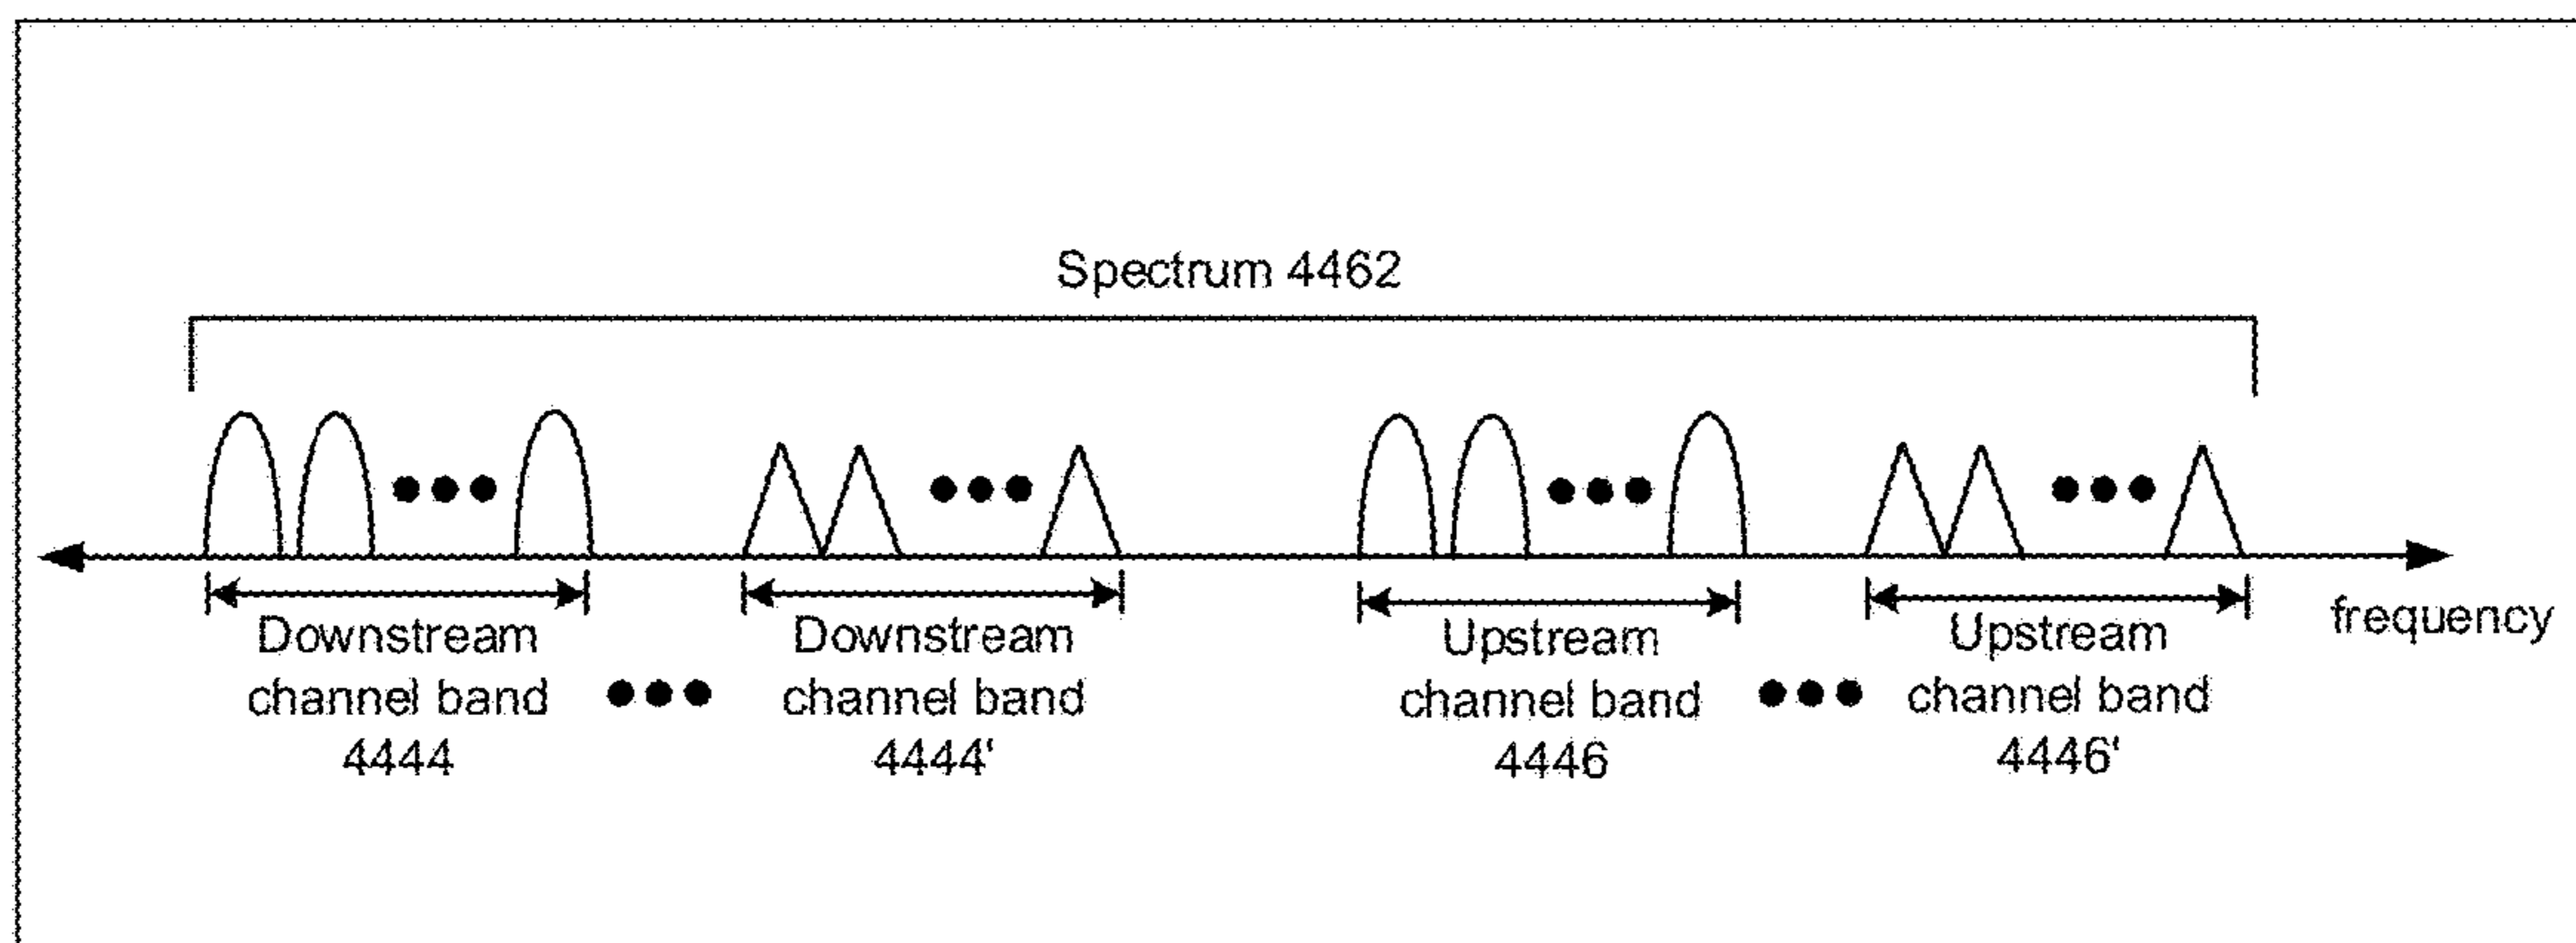 Spectrum 4462
Downstream
channel band
4444
Downstream
channel band
4444'
Upstream
channel band
4446
Upstream
channel band
4446'
frequency